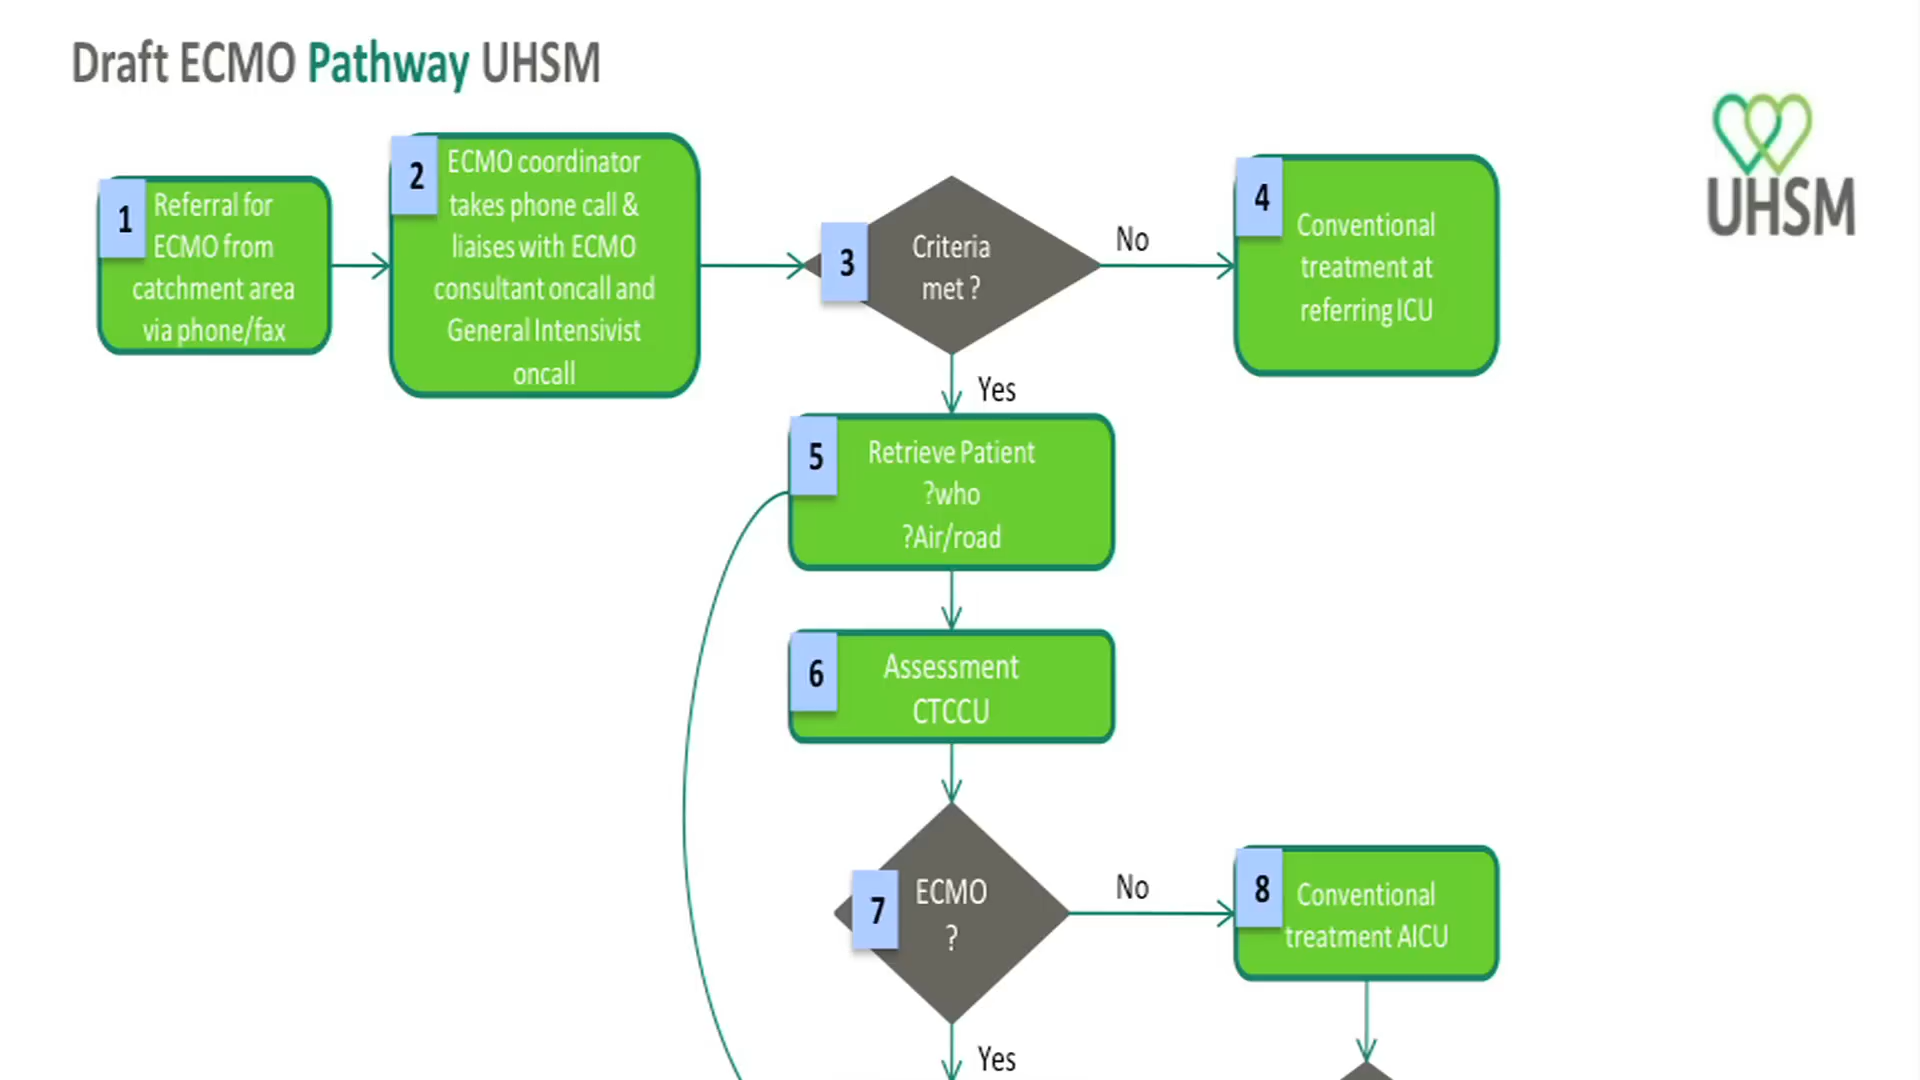 Draft ECMO Pathway UHSM
UHSM
1
Referral for
ECMO from
catchment area
via phone/fax
2
ECMO coordinator
takes phone call &
liaises with ECMO
consultant oncall and
General Intensivist
oncall
3
Criteria
met ?
No
4
Conventional
treatment at
referring ICU
Yes
5
Retrieve Patient
?who
?Air/road
6
Assessment
CTCCU
7
ECMO
?
No
8
Conventional
treatment AICU
Yes